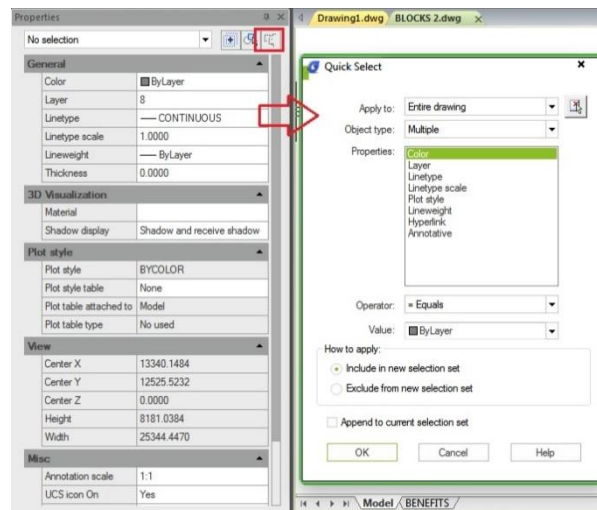 Properties
No selection
General
Color ByLayer
Layer 8
Linetype CONTINUOUS
Linetype scale 1.0000
Lineweight ByLayer
Thickness 0.0000
3D Visualization
Material
Shadow display Shadow and receive shadow
Plot style
Plot style BYCOLOR
Plot style table None
Plot table attached to Model
Plot table type No used
View
Center X 13340.1484
Center Y 12525.5232
Center Z 0.0000
Height 8181.0384
Width 25344.4470
Misc
Annotation scale 1:1
UCS icon On Yes
Drawing1.dwg BLOCKS 2.dwg
Quick Select
Apply to: Entire drawing
Object type: Multiple
Properties: Color
Layer
Linetype
Linetype scale
Plot style
Lineweight
Hyperlink
Annotative
Operator: = Equals
Value: ByLayer
How to apply:
Include in new selection set
Exclude from new selection set
Append to current selection set
OK Cancel Help
Model BENEFITS